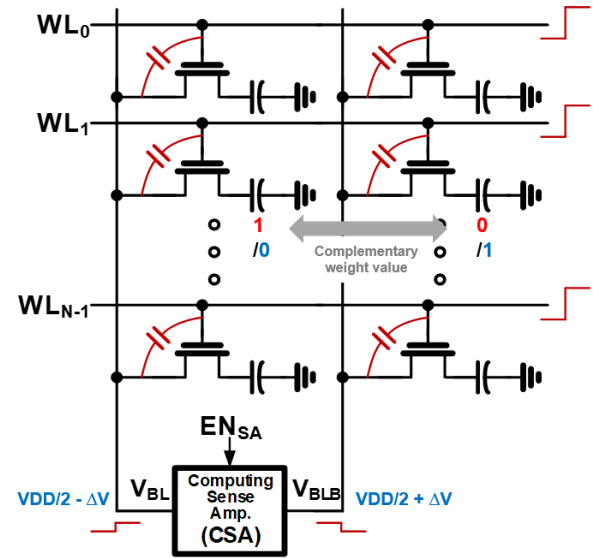 WL0
WL1
1 0
/0 /1
Complementary
weight value
WLN-1
ENSA
VDD/2 - ΔV VBL Computing VBLB VDD/2 + ΔV
Sense
Amp.
(CSA)